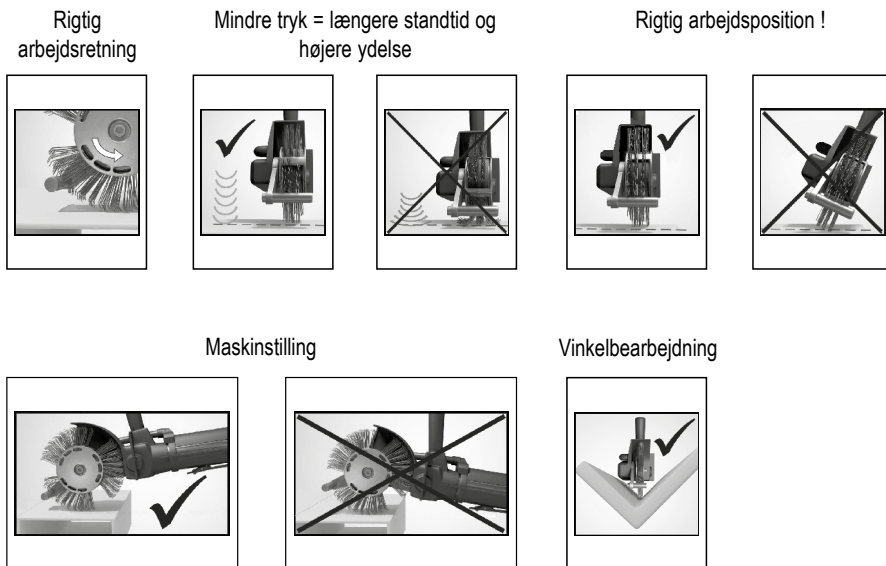 Rigtig
arbejdsretning
Mindre tryk = længere standtid og
højere ydelse
Rigtig arbejdsposition !
Maskinstilling
Vinkelbearbejdning